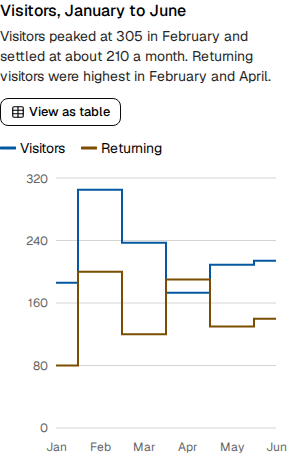 Visitors, January to June
Visitors peaked at 305 in February and
settled at about 210 a month. Returning
visitors were highest in February and April.
View as table
Visitors
Returning
320
240
160
80
0
Jan Feb Mar Apr May Jun